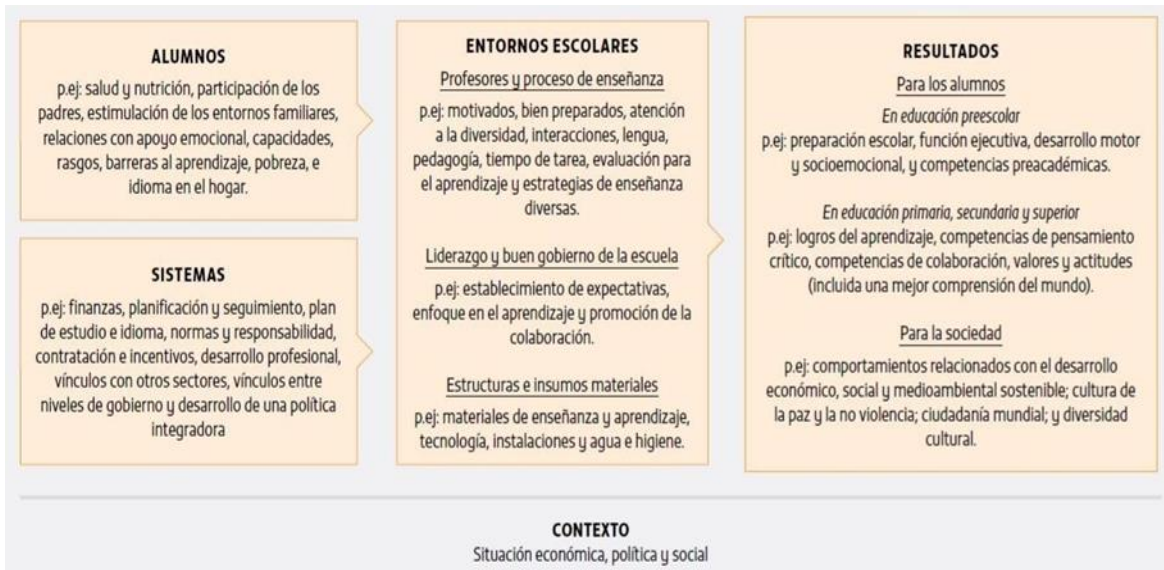 ALUMNOS
p.ej: salud y nutrición, participación de los
padres, estimulación de los entornos familiares,
relaciones con apoyo emocional, capacidades,
rasgos, barreras al aprendizaje, pobreza, e
idioma en el hogar.
SISTEMAS
p.ej: finanzas, planificación y seguimiento, plan
de estudio e idioma, normas y responsabilidad,
contratación e incentivos, desarrollo profesional,
vínculos con otros sectores, vínculos entre
niveles de gobierno y desarrollo de una política
integradora
ENTORNOS ESCOLARES
Profesores y proceso de enseñanza
p.ej: motivados, bien preparados, atención
a la diversidad, interacciones, lengua,
pedagogía, tiempo de tarea, evaluación para
el aprendizaje y estrategias de enseñanza
diversas.
Liderazgo y buen gobierno de la escuela
p.ej: establecimiento de expectativas,
enfoque en el aprendizaje y promoción de la
colaboración.
Estructuras e insumos materiales
p.ej: materiales de enseñanza y aprendizaje,
tecnología, instalaciones y agua e higiene.
RESULTADOS
Para los alumnos
En educación preescolar
p.ej: preparación escolar, función ejecutiva, desarrollo motor
y socioemocional, y competencias preacadémicas.
En educación primaria, secundaria y superior
p.ej: logros del aprendizaje, competencias de pensamiento
crítico, competencias de colaboración, valores y actitudes
(incluida una mejor comprensión del mundo).
Para la sociedad
p.ej: comportamientos relacionados con el desarrollo
económico, social y medioambiental sostenible; cultura de
la paz y la no violencia; ciudadanía mundial; y diversidad
cultural.
CONTEXTO
Situación económica, política y social